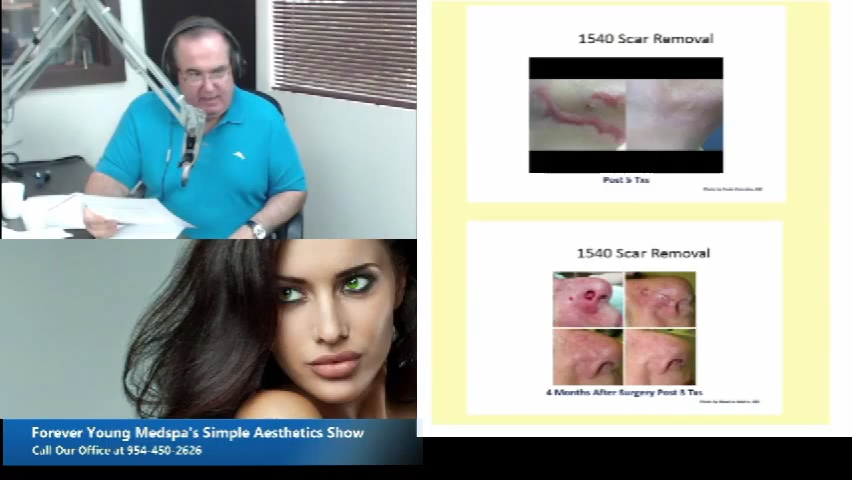 1540 Scar Removal
Post 5 Txs
1540 Scar Removal
4 Months After Surgery Post 3 Txs
Forever Young Medspa's Simple Aesthetics Show
Call Our Office at 954-450-2626